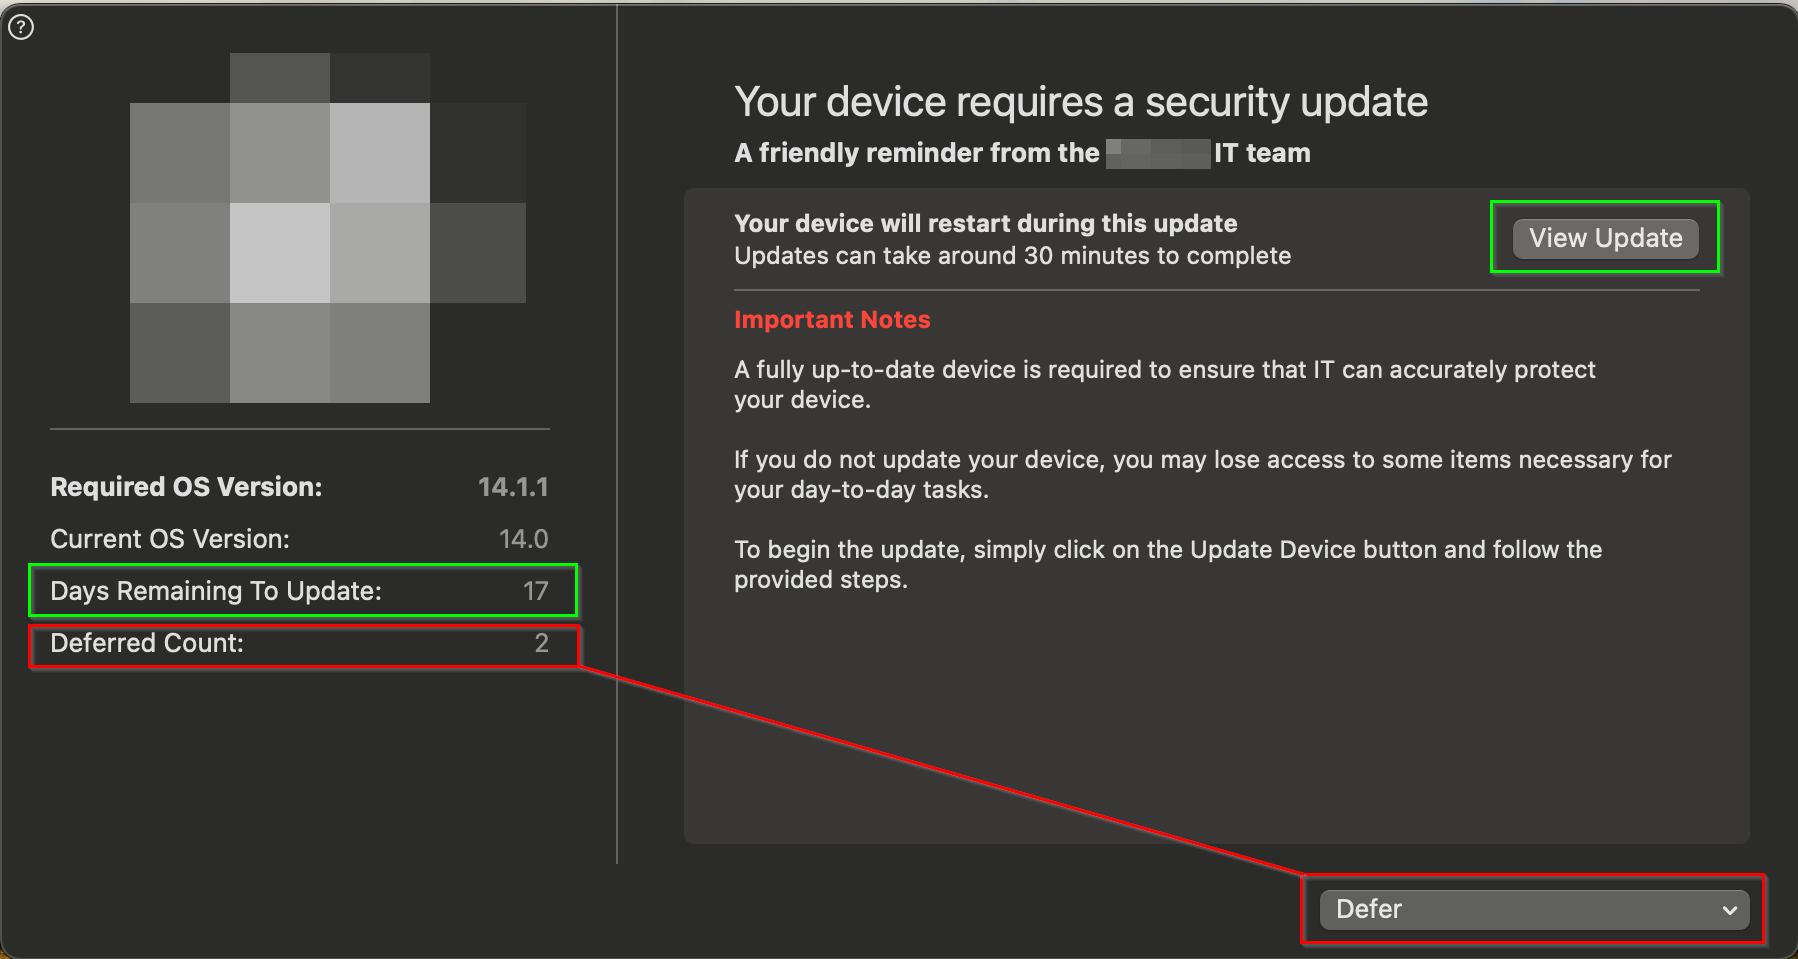 ?
Your device requires a security update
A friendly reminder from the IT team
Your device will restart during this update
Updates can take around 30 minutes to complete
View Update
Important Notes
A fully up-to-date device is required to ensure that IT can accurately protect
your device.
If you do not update your device, you may lose access to some items necessary for
your day-to-day tasks.
To begin the update, simply click on the Update Device button and follow the
provided steps.
Required OS Version: 14.1.1
Current OS Version: 14.0
Days Remaining To Update: 17
Deferred Count: 2
Defer